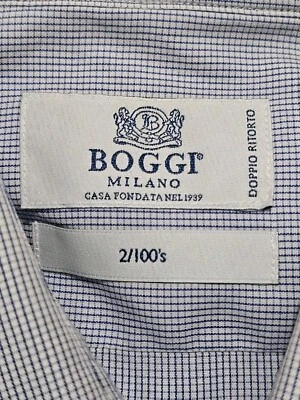 B
BOGGI®
MILANO
CASA FONDATA NEL 1939
DOPPIO RITORTO
2/100's